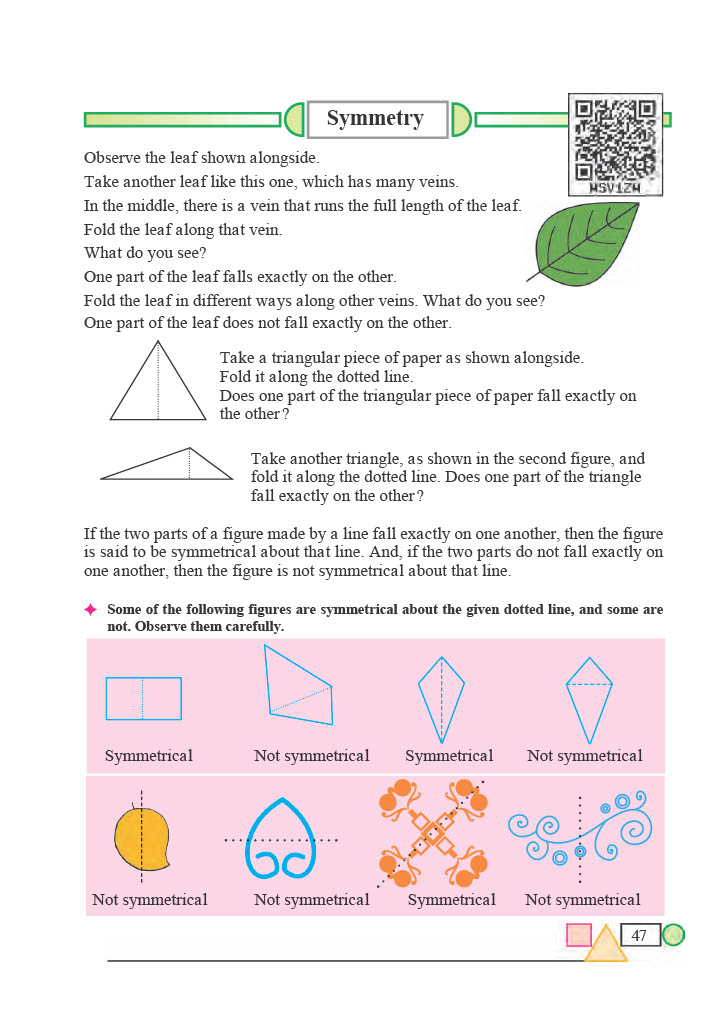 Symmetry
WSV1ZW
Observe the leaf shown alongside.
Take another leaf like this one, which has many veins.
In the middle, there is a vein that runs the full length of the leaf.
Fold the leaf along that vein.
What do you see?
One part of the leaf falls exactly on the other.
Fold the leaf in different ways along other veins. What do you see?
One part of the leaf does not fall exactly on the other.
Take a triangular piece of paper as shown alongside.
Fold it along the dotted line.
Does one part of the triangular piece of paper fall exactly on
the other?
Take another triangle, as shown in the second figure, and
fold it along the dotted line. Does one part of the triangle
fall exactly on the other?
If the two parts of a figure made by a line fall exactly on one another, then the figure
is said to be symmetrical about that line. And, if the two parts do not fall exactly on
one another, then the figure is not symmetrical about that line.
Some of the following figures are symmetrical about the given dotted line, and some are
not. Observe them carefully.
Symmetrical
Not symmetrical
Symmetrical
Not symmetrical
Not symmetrical
Not symmetrical
Symmetrical
Not symmetrical
47